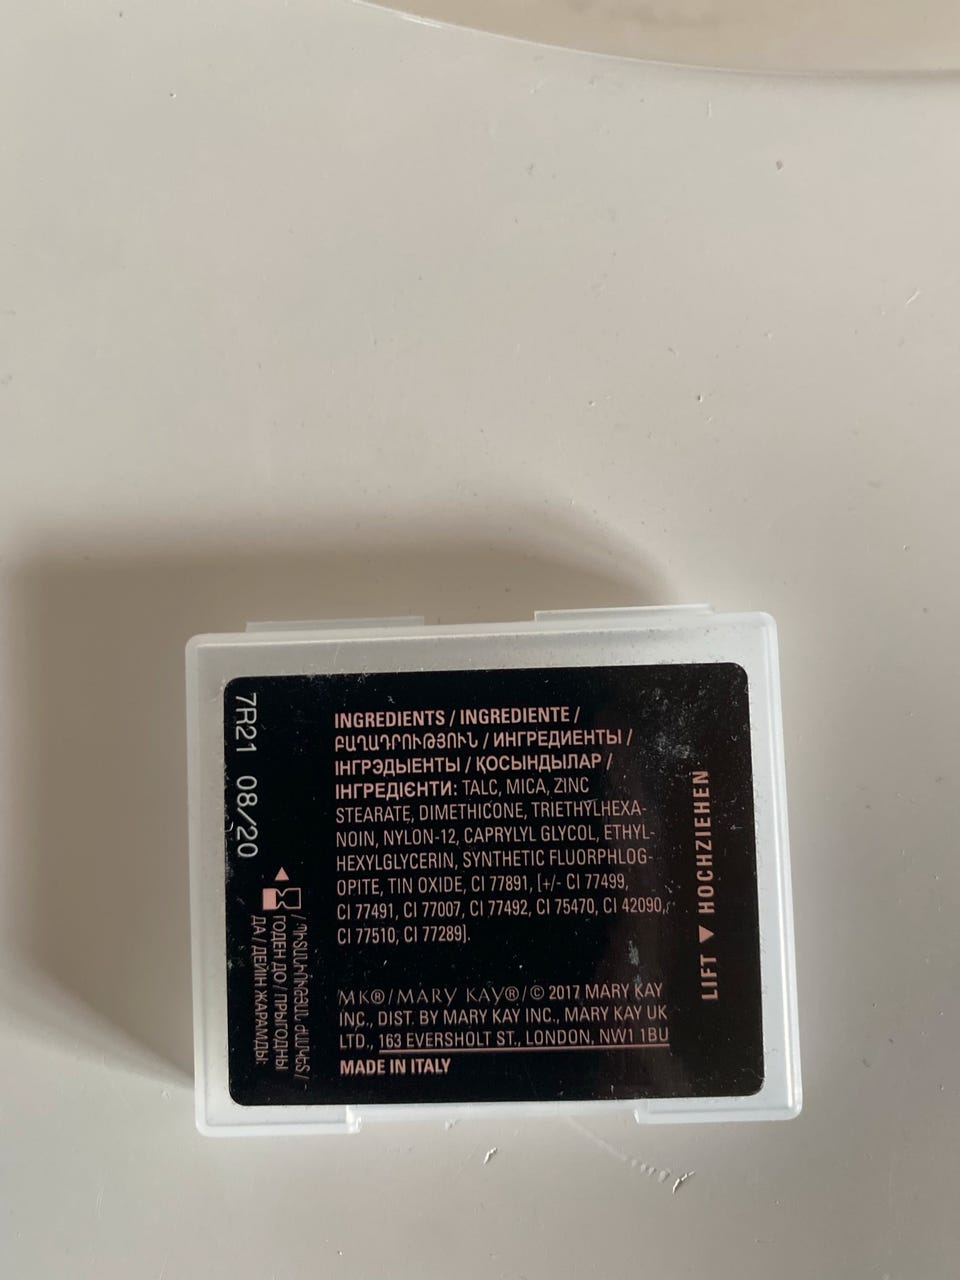 INGREDIENTS / INGREDIENTE /
ԲԱՂԱԴՐՈՒԹՅՈՒՆ / ИНГРЕДИЕНТЫ /
ІНГРЭДЫЕНТЫ / ҚОСЫНДЫЛАР /
ІНГРЕДІЄНТИ: TALC, MICA, ZINC
STEARATE, DIMETHICONE, TRIETHYLHEXA-
NOIN, NYLON-12, CAPRYLYL GLYCOL, ETHYL-
HEXYLGLYCERIN, SYNTHETIC FLUORPHLOG-
OPITE, TIN OXIDE, CI 77891, [+/- CI 77499,
CI 77491, CI 77007, CI 77492, CI 75470, CI 42090,
CI 77510, CI 77289].
MK®/MARY KAY®/© 2017 MARY KAY
INC., DIST. BY MARY KAY INC., MARY KAY UK
LTD., 163 EVERSHOLT ST., LONDON, NW1 1BU
MADE IN ITALY
7R21 08/20
/ ՊԻՏԱՆԻՈՒԹՅԱՆ ԺԱՄԿԵՏ /
ГОДЕН ДО / ПРЫГОДНЫ
ДА / ДЕЙІН ЖАРАМДЫ:
LIFT ▼ HOCHZIEHEN